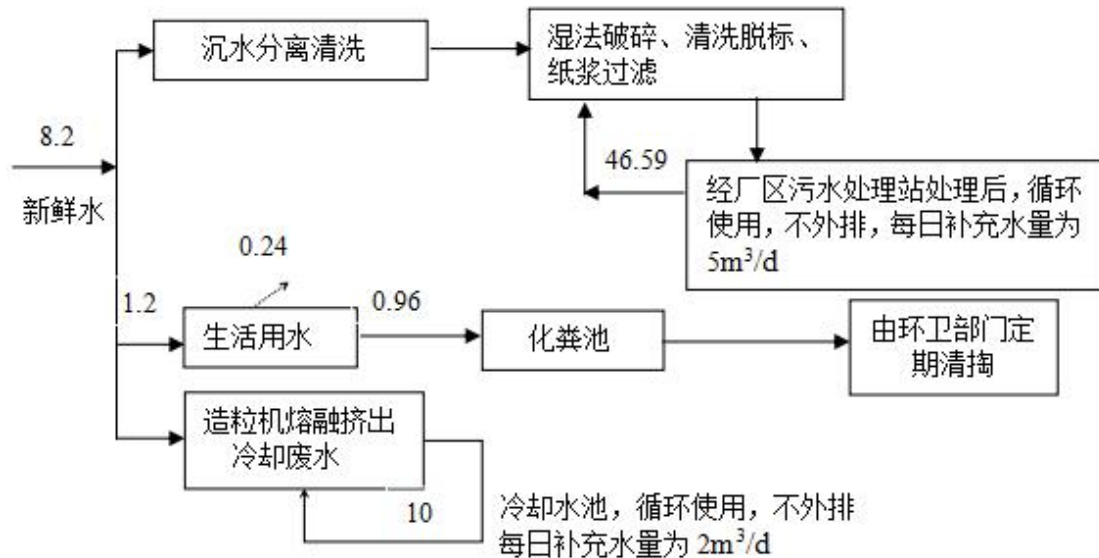 沉水分离清洗
湿法破碎、清洗脱标、
纸浆过滤
8.2
新鲜水
46.59
经厂区污水处理站处理后，循环
使用，不外排，每日补充水量为
5m³/d
0.24
1.2
生活用水
0.96
化粪池
由环卫部门定
期清掏
造粒机熔融挤出
冷却废水
10
冷却水池，循环使用，不外排
每日补充水量为 2m³/d